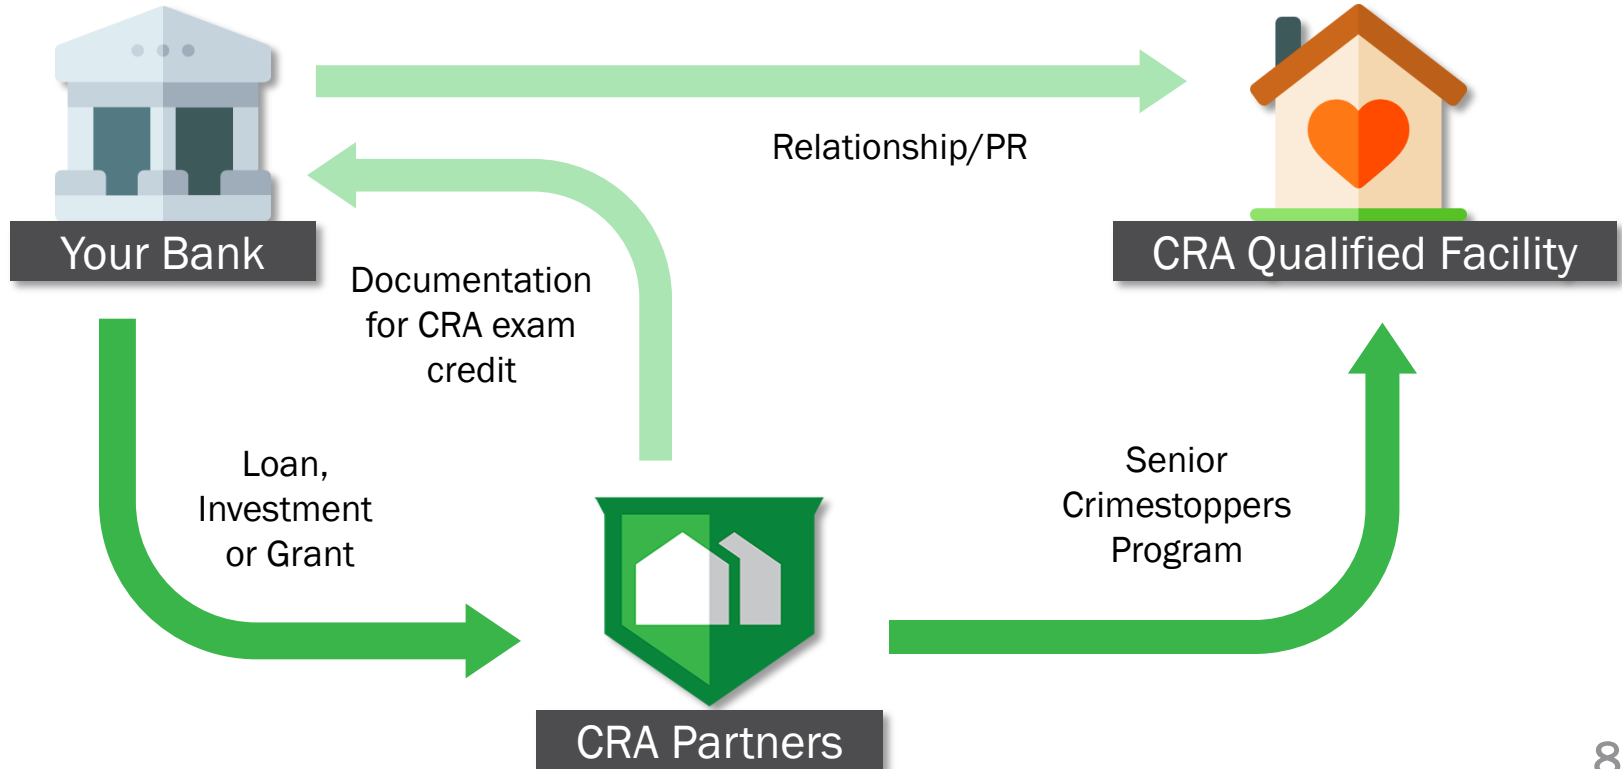 Relationship/PR
Your Bank
CRA Qualified Facility
Documentation
for CRA exam
credit
Loan,
Investment
or Grant
Senior
Crimestoppers
Program
CRA Partners
8